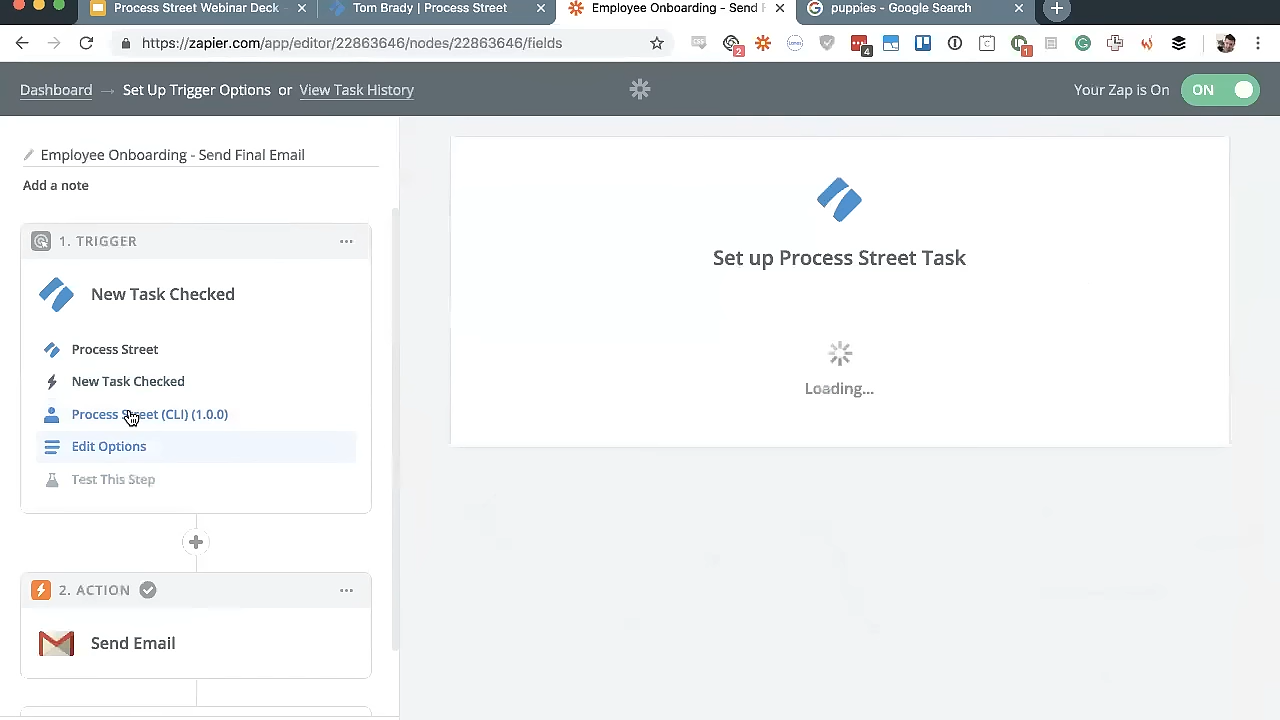 Process Street Webinar Deck
Tom Brady | Process Street
Employee Onboarding - Send F
puppies - Google Search
https://zapier.com/app/editor/22863646/nodes/22863646/fields
2
4
1
Dashboard → Set Up Trigger Options or View Task History
Your Zap is On
ON
Employee Onboarding - Send Final Email
Add a note
1. TRIGGER
New Task Checked
Process Street
New Task Checked
Process Street (CLI) (1.0.0)
Edit Options
Test This Step
2. ACTION
Send Email
Set up Process Street Task
Loading...